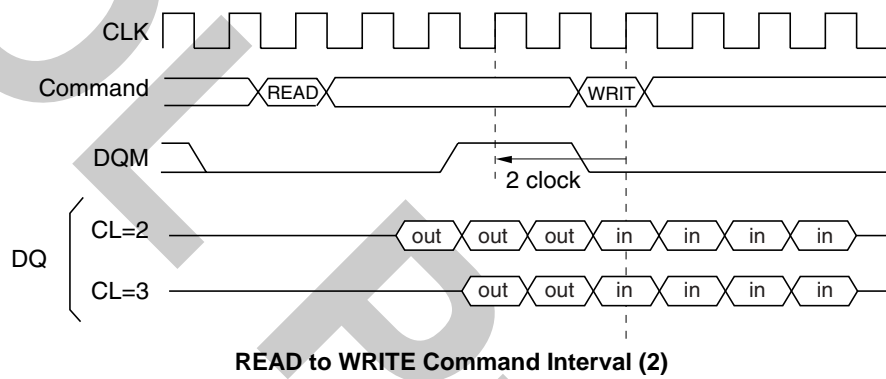 CLK
Command READ WRIT
DQM
2 clock
DQ
CL=2 out out out in in in in
CL=3 out out in in in in
READ to WRITE Command Interval (2)